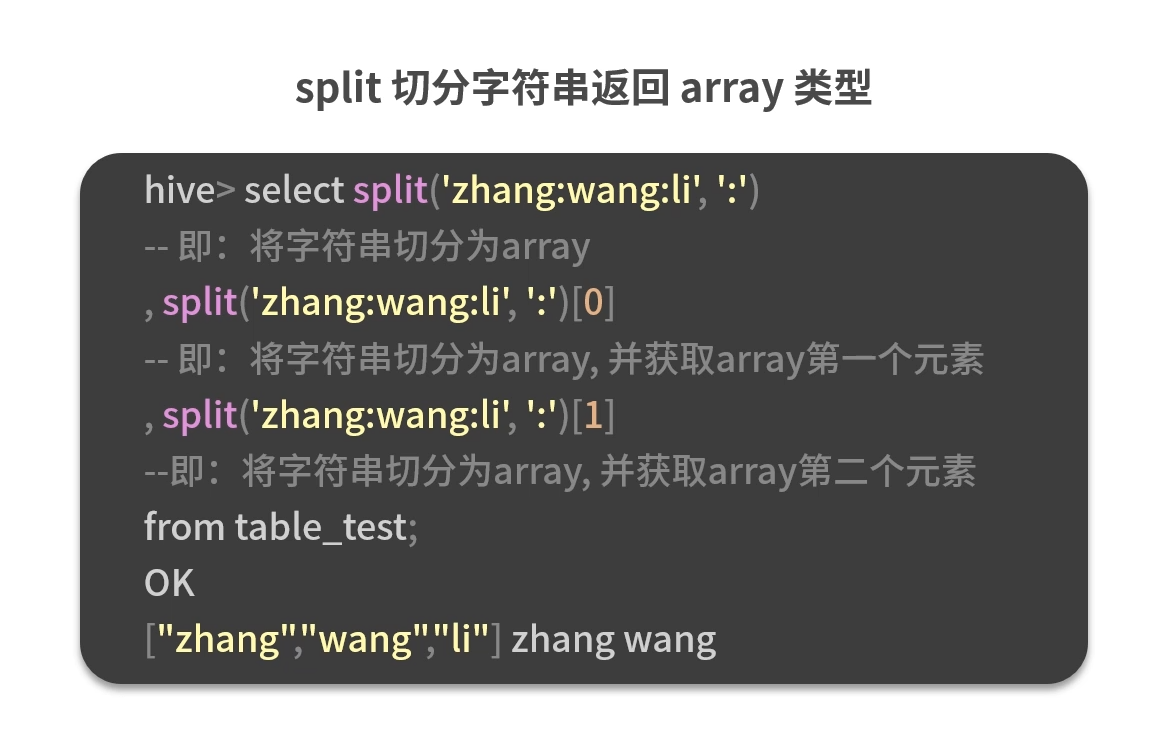 split 切分字符串返回 array 类型
hive> select split('zhang:wang:li', ':')
-- 即：将字符串切分为array
, split('zhang:wang:li', ':')[0]
-- 即：将字符串切分为array, 并获取array第一个元素
, split('zhang:wang:li', ':')[1]
--即：将字符串切分为array, 并获取array第二个元素
from table_test;
OK
["zhang","wang","li"] zhang wang